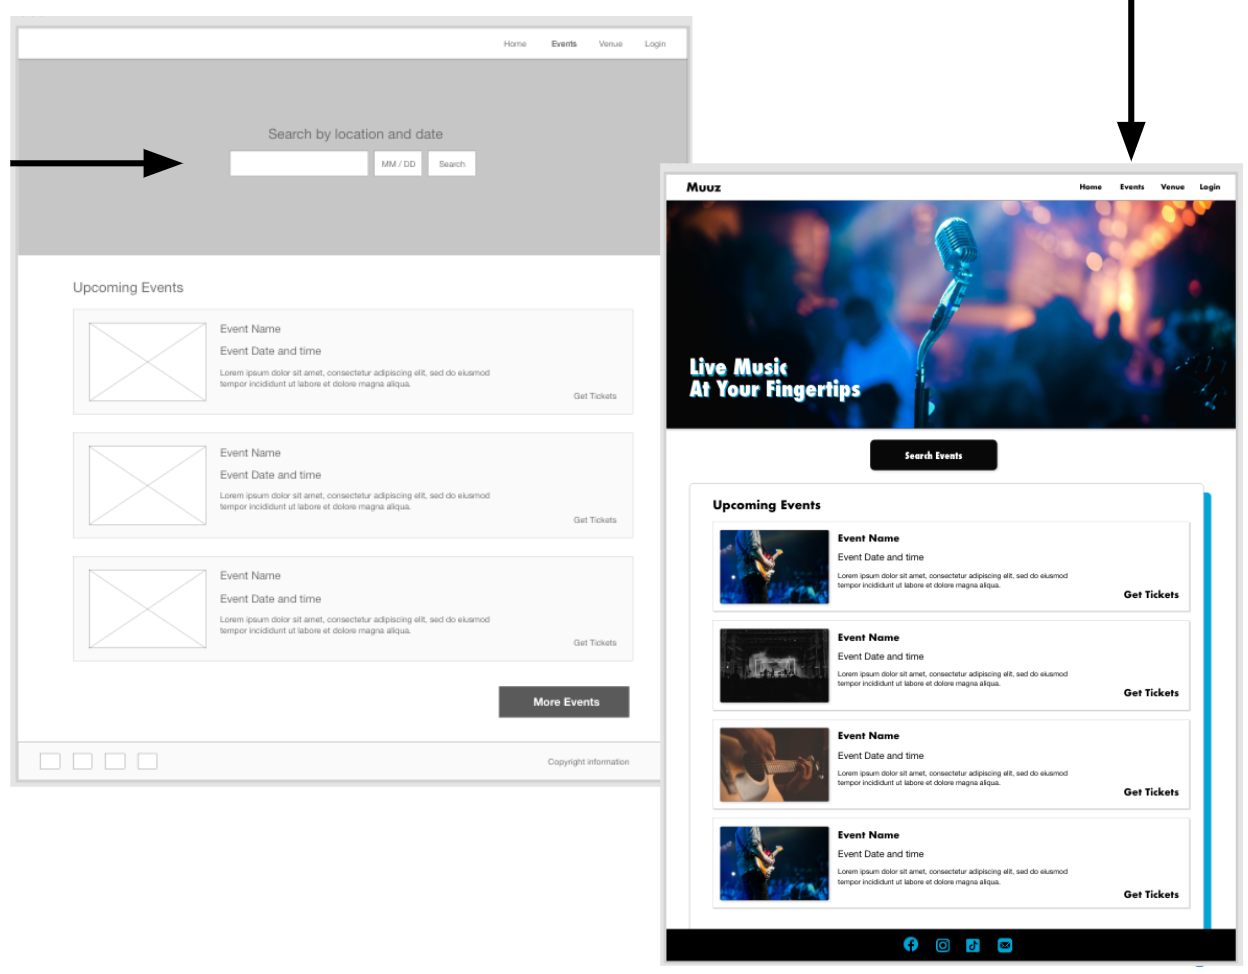 Home Events Venue Login
Search by location and date
MM / DD Search
Upcoming Events
Event Name
Event Date and time
Lorem ipsum dolor sit amet, consectetur adipiscing elit, sed do eiusmod
tempor incididunt ut labore et dolore magna aliqua.
Get Tickets
Event Name
Event Date and time
Lorem ipsum dolor sit amet, consectetur adipiscing elit, sed do eiusmod
tempor incididunt ut labore et dolore magna aliqua.
Get Tickets
Event Name
Event Date and time
Lorem ipsum dolor sit amet, consectetur adipiscing elit, sed do eiusmod
tempor incididunt ut labore et dolore magna aliqua.
Get Tickets
More Events
Copyright information
Muuz Home Events Venue Login
Live Music
At Your Fingertips
Search Events
Upcoming Events
Event Name
Event Date and time
Lorem ipsum dolor sit amet, consectetur adipiscing elit, sed do eiusmod
tempor incididunt ut labore et dolore magna aliqua.
Get Tickets
Event Name
Event Date and time
Lorem ipsum dolor sit amet, consectetur adipiscing elit, sed do eiusmod
tempor incididunt ut labore et dolore magna aliqua.
Get Tickets
Event Name
Event Date and time
Lorem ipsum dolor sit amet, consectetur adipiscing elit, sed do eiusmod
tempor incididunt ut labore et dolore magna aliqua.
Get Tickets
Event Name
Event Date and time
Lorem ipsum dolor sit amet, consectetur adipiscing elit, sed do eiusmod
tempor incididunt ut labore et dolore magna aliqua.
Get Tickets